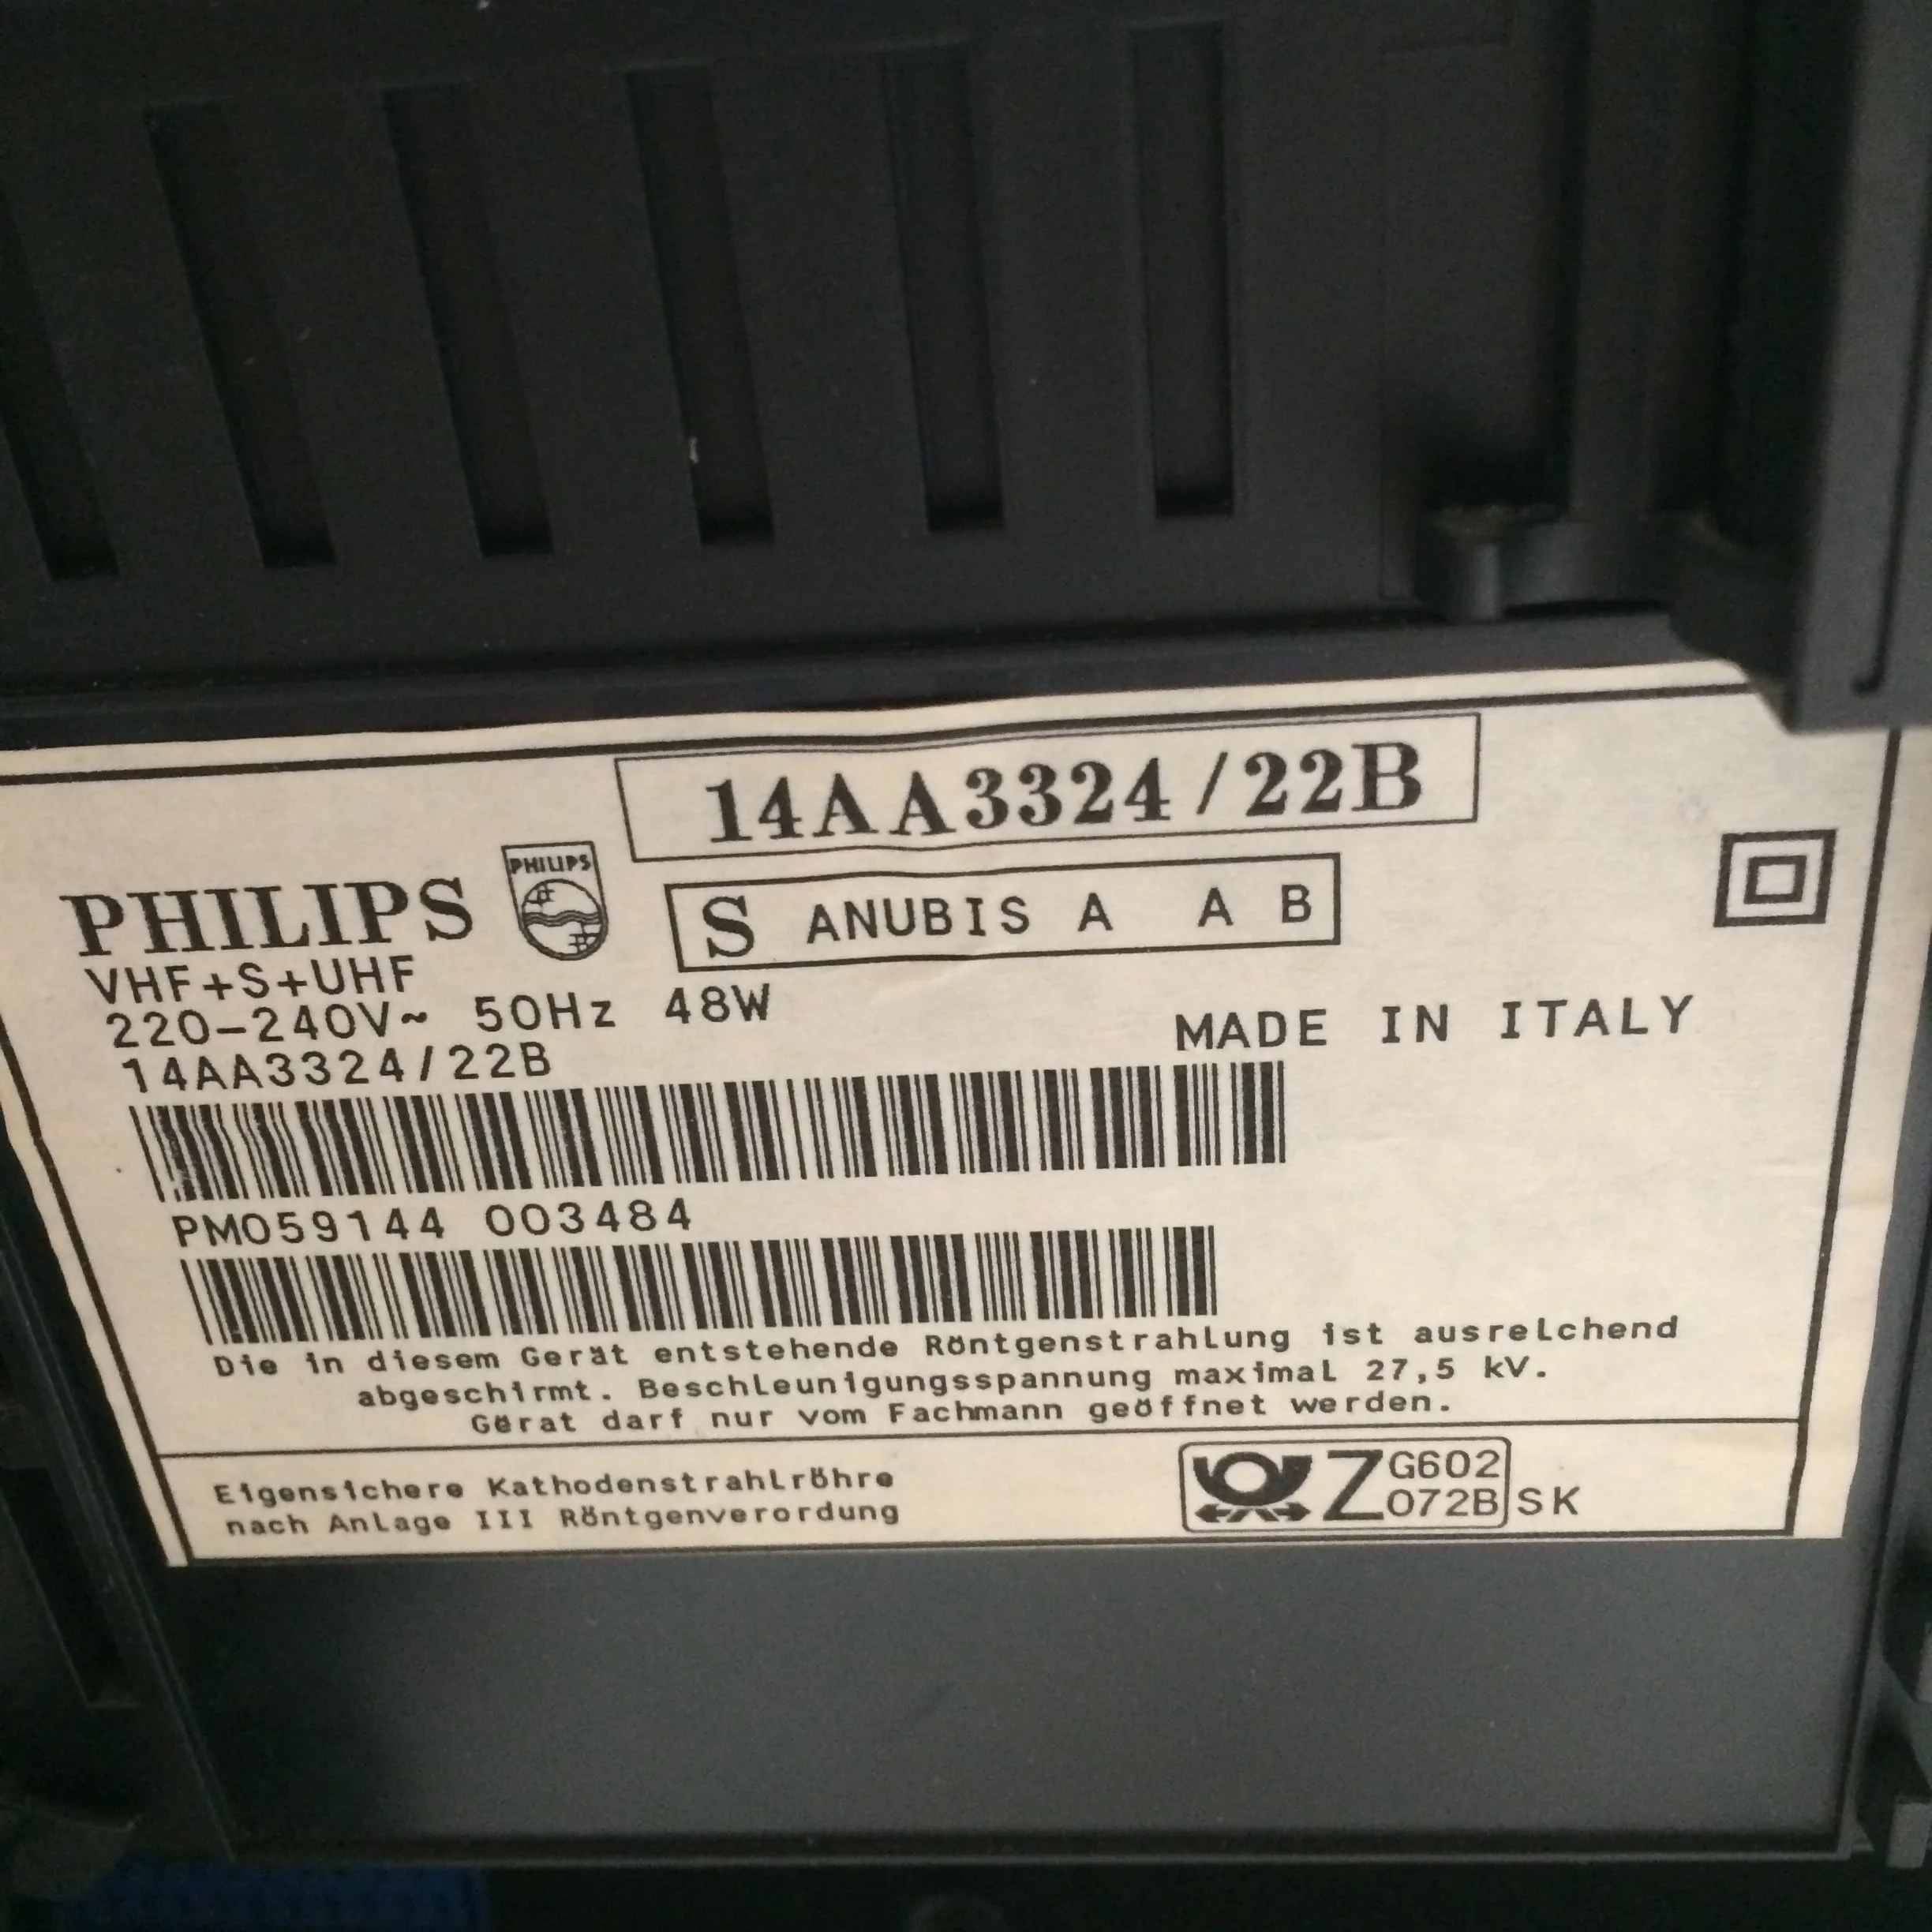 14AA3324/22B
PHILIPS
PHILIPS
S ANUBIS A A B
VHF+S+UHF
220-240V~ 50Hz 48W
MADE IN ITALY
14AA3324/22B
PM059144 003484
Die in diesem Gerät entstehende Röntgenstrahlung ist ausreichend
abgeschirmt. Beschleunigungsspannung maximal 27,5 kV.
Gerät darf nur vom Fachmann geöffnet werden.
Eigensichere Kathodenstrahlröhre
nach Anlage III Röntgenverordung
Z G602
072B SK